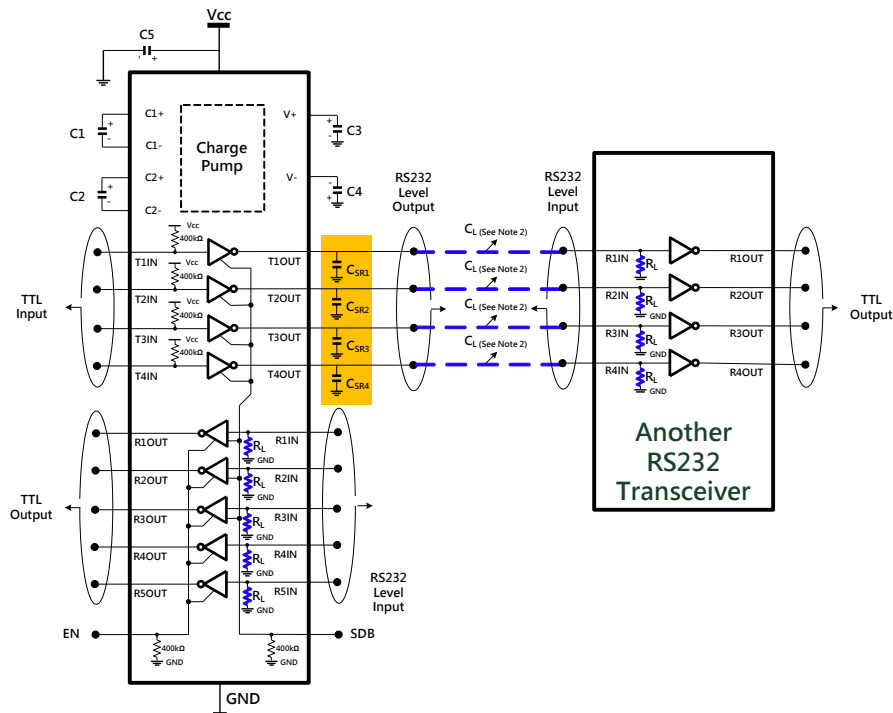 Vcc
C5
C1
C1+
C1-
C2
C2+
C2-
Charge
Pump
V+
V-
C3
C4
RS232
Level
Output
RS232
Level
Input
Vcc
400kΩ
T1IN
T1OUT
CSR1
Vcc
400kΩ
T2IN
T2OUT
CSR2
Vcc
400kΩ
T3IN
T3OUT
CSR3
Vcc
400kΩ
T4IN
T4OUT
CSR4
TTL
Input
CL (See Note 2)
CL (See Note 2)
CL (See Note 2)
CL (See Note 2)
R1IN
RL
GND
R1OUT
R2IN
RL
GND
R2OUT
R3IN
RL
GND
R3OUT
R4IN
RL
GND
R4OUT
TTL
Output
Another
RS232
Transceiver
R1OUT
RL
GND
R1IN
R2OUT
RL
GND
R2IN
R3OUT
RL
GND
R3IN
R4OUT
RL
GND
R4IN
R5OUT
RL
GND
R5IN
TTL
Output
RS232
Level
Input
EN
400kΩ
GND
400kΩ
GND
SDB
GND